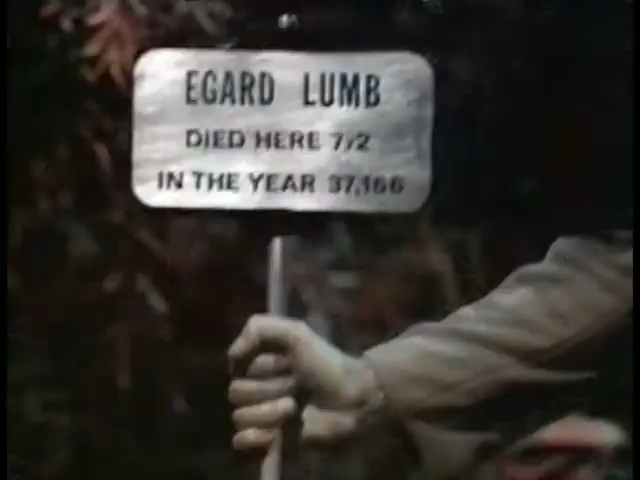 EGARD LUMB
DIED HERE 7/2
IN THE YEAR 37,166